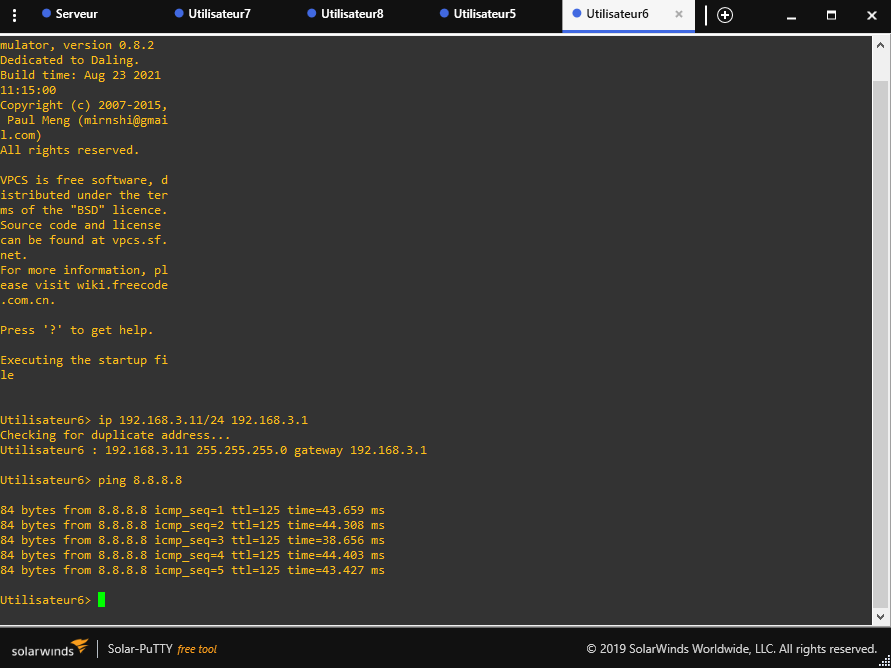 Serveur
Utilisateur7
Utilisateur8
Utilisateur5
Utilisateur6
mulator, version 0.8.2
Dedicated to Daling.
Build time: Aug 23 2021
11:15:00
Copyright (c) 2007-2015,
Paul Meng (mirnshi@gmai
l.com)
All rights reserved.
VPCS is free software, d
istributed under the ter
ms of the "BSD" licence.
Source code and license
can be found at vpcs.sf.
net.
For more information, pl
ease visit wiki.freecode
.com.cn.
Press '?' to get help.
Executing the startup fi
le
Utilisateur6> ip 192.168.3.11/24 192.168.3.1
Checking for duplicate address...
Utilisateur6 : 192.168.3.11 255.255.255.0 gateway 192.168.3.1
Utilisateur6> ping 8.8.8.8
84 bytes from 8.8.8.8 icmp_seq=1 ttl=125 time=43.659 ms
84 bytes from 8.8.8.8 icmp_seq=2 ttl=125 time=44.308 ms
84 bytes from 8.8.8.8 icmp_seq=3 ttl=125 time=38.656 ms
84 bytes from 8.8.8.8 icmp_seq=4 ttl=125 time=44.403 ms
84 bytes from 8.8.8.8 icmp_seq=5 ttl=125 time=43.427 ms
Utilisateur6>
solarwinds
Solar-PuTTY free tool
© 2019 SolarWinds Worldwide, LLC. All rights reserved.